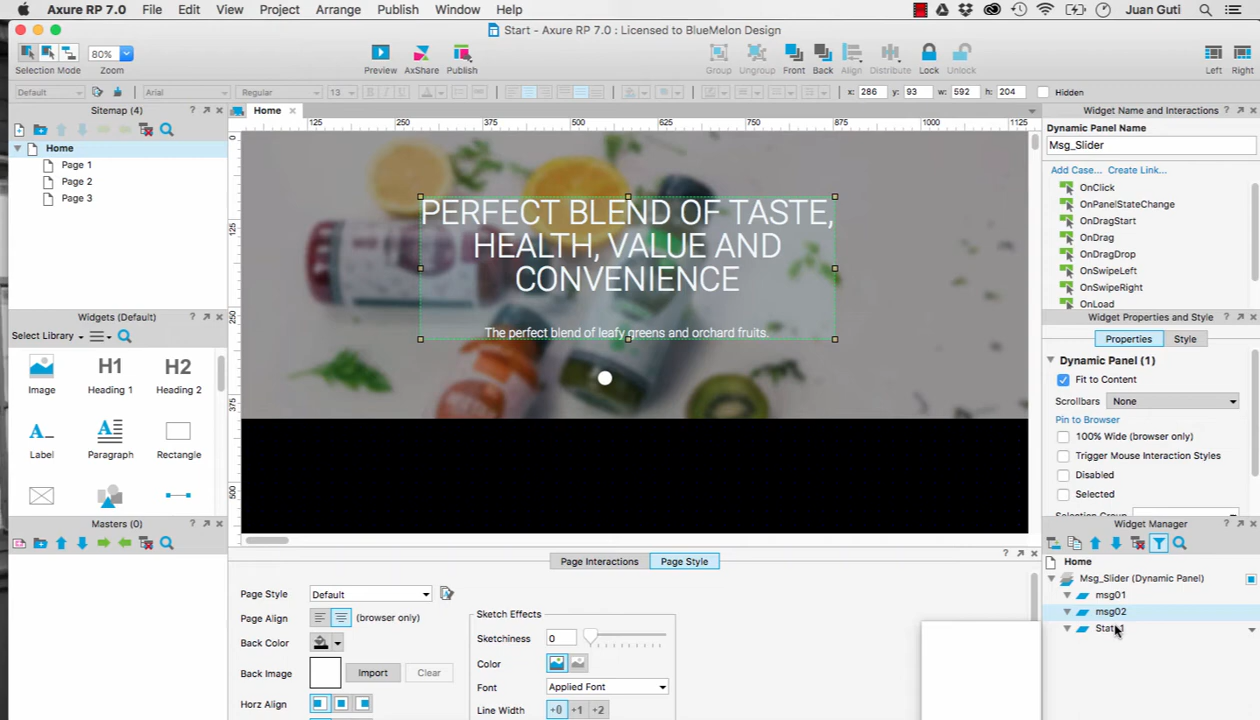 Axure RP 7.0 File Edit View Project Arrange Publish Window Help Juan Guti
Start - Axure RP 7.0 : Licensed to BlueMelon Design
80%
Selection Mode Zoom Preview AxShare Publish Group Ungroup Front Back Align Distribute Lock Unlock Left Right
Default Arial Regular 13 B I U x: 286 y: 93 w: 592 h: 204 Hidden
Sitemap (4)
Home
Page 1
Page 2
Page 3
Widgets (Default)
Select Library
Image
H1
Heading 1
H2
Heading 2
Label
Paragraph
Rectangle
Masters (0)
Home
125 250 375 500 625 750 875 1000 1125
0
125
250
375
500
PERFECT BLEND OF TASTE,
HEALTH, VALUE AND
CONVENIENCE
The perfect blend of leafy greens and orchard fruits.
Page Interactions Page Style
Page Style Default
Page Align (browser only)
Back Color
Back Image Import Clear
Horz Align
Sketch Effects
Sketchiness 0
Color
Font Applied Font
Line Width +0 +1 +2
Widget Name and Interactions
Dynamic Panel Name
Msg_Slider
Add Case... Create Link...
OnClick
OnPanelStateChange
OnDragStart
OnDrag
OnDragDrop
OnSwipeLeft
OnSwipeRight
OnLoad
Widget Properties and Style
Properties Style
Dynamic Panel (1)
Fit to Content
Scrollbars None
Pin to Browser
100% Wide (browser only)
Trigger Mouse Interaction Styles
Disabled
Selected
Widget Manager
Home
Msg_Slider (Dynamic Panel)
msg01
msg02